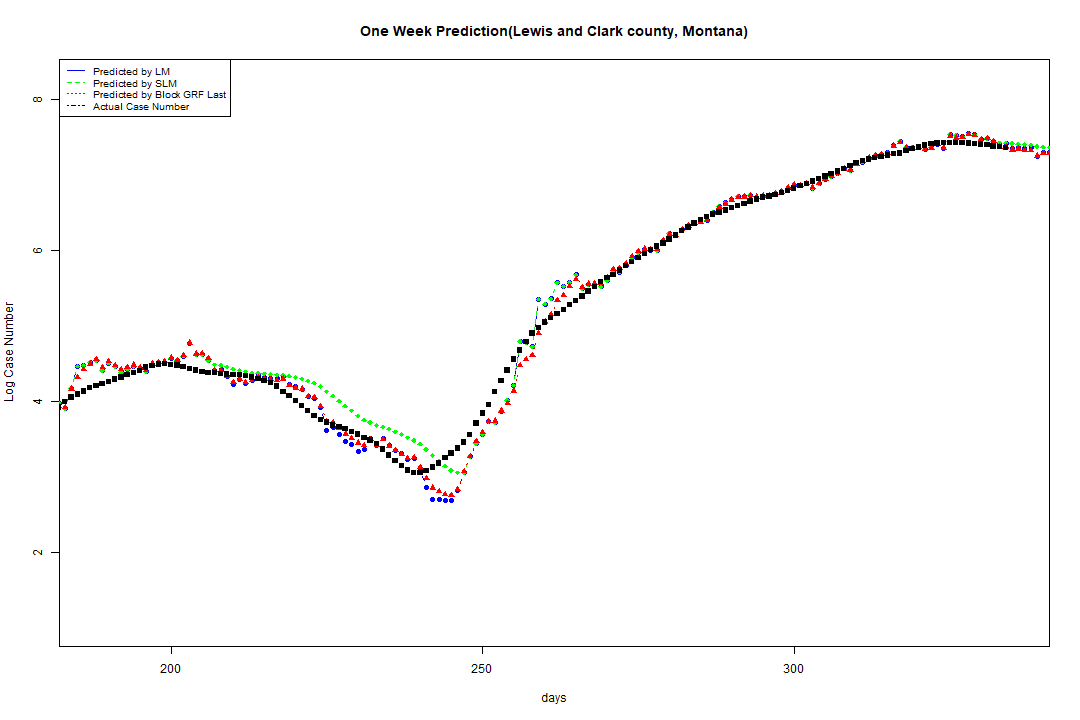 One Week Prediction(Lewis and Clark county, Montana)
Predicted by LM
Predicted by SLM
Predicted by Block GRF Last
Actual Case Number
8
6
4
2
Log Case Number
200
250
300
days